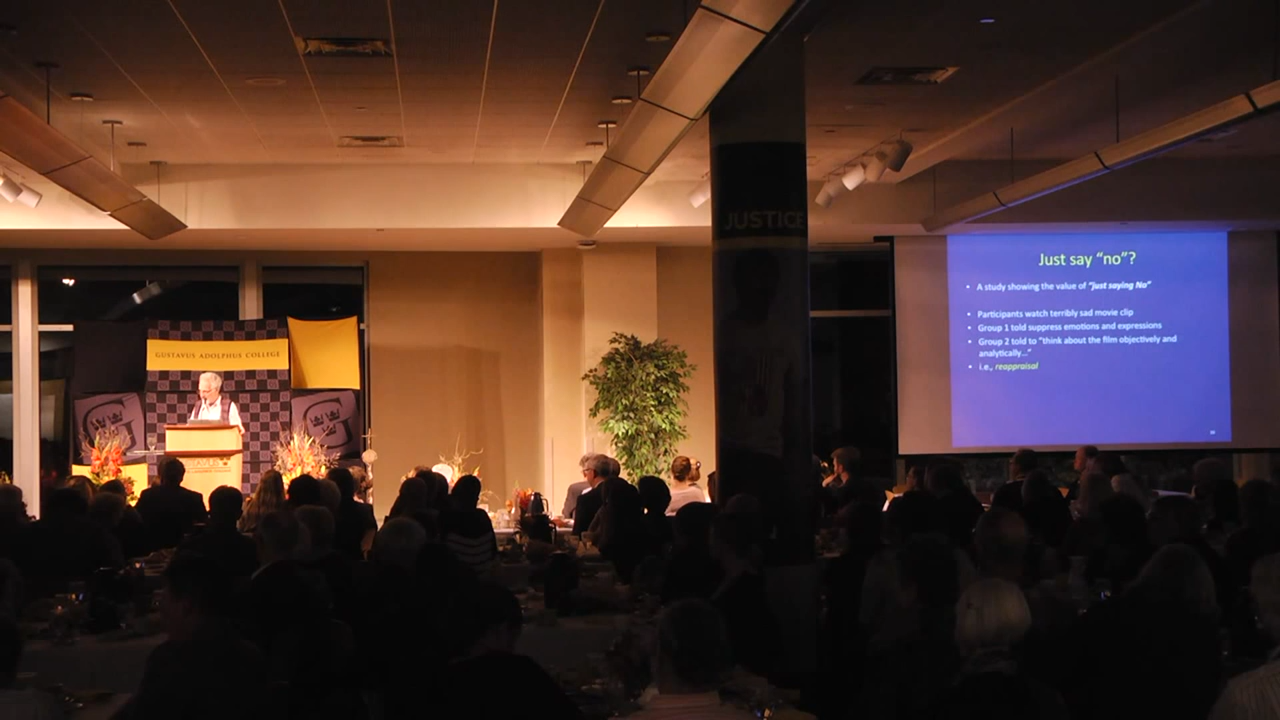 JUSTICE
GUSTAVUS ADOLPHUS COLLEGE
G
G
GUSTAVUS
Just say “no”?
• A study showing the value of “just saying No”
• Participants watch terribly sad movie clip
• Group 1 told suppress emotions and expressions
• Group 2 told to “think about the film objectively and
analytically…”
• i.e., reappraisal